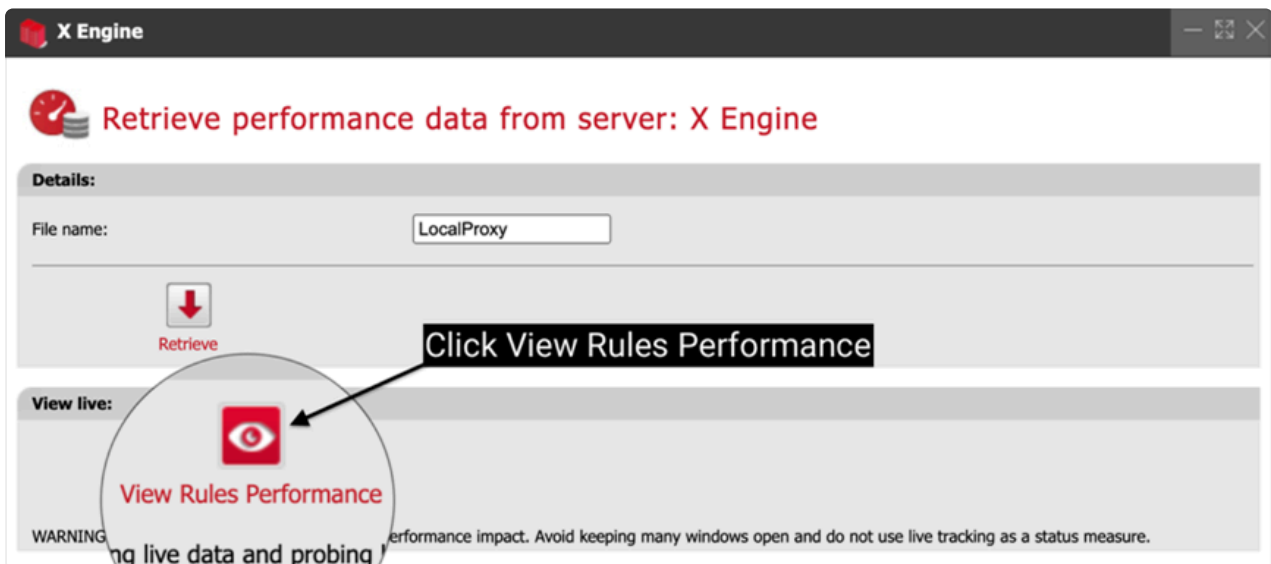 X Engine
Retrieve performance data from server: X Engine
Details:
File name:
LocalProxy
Retrieve
Click View Rules Performance
View live:
View Rules Performance
WARNING
ng live data and probing
erformance impact. Avoid keeping many windows open and do not use live tracking as a status measure.